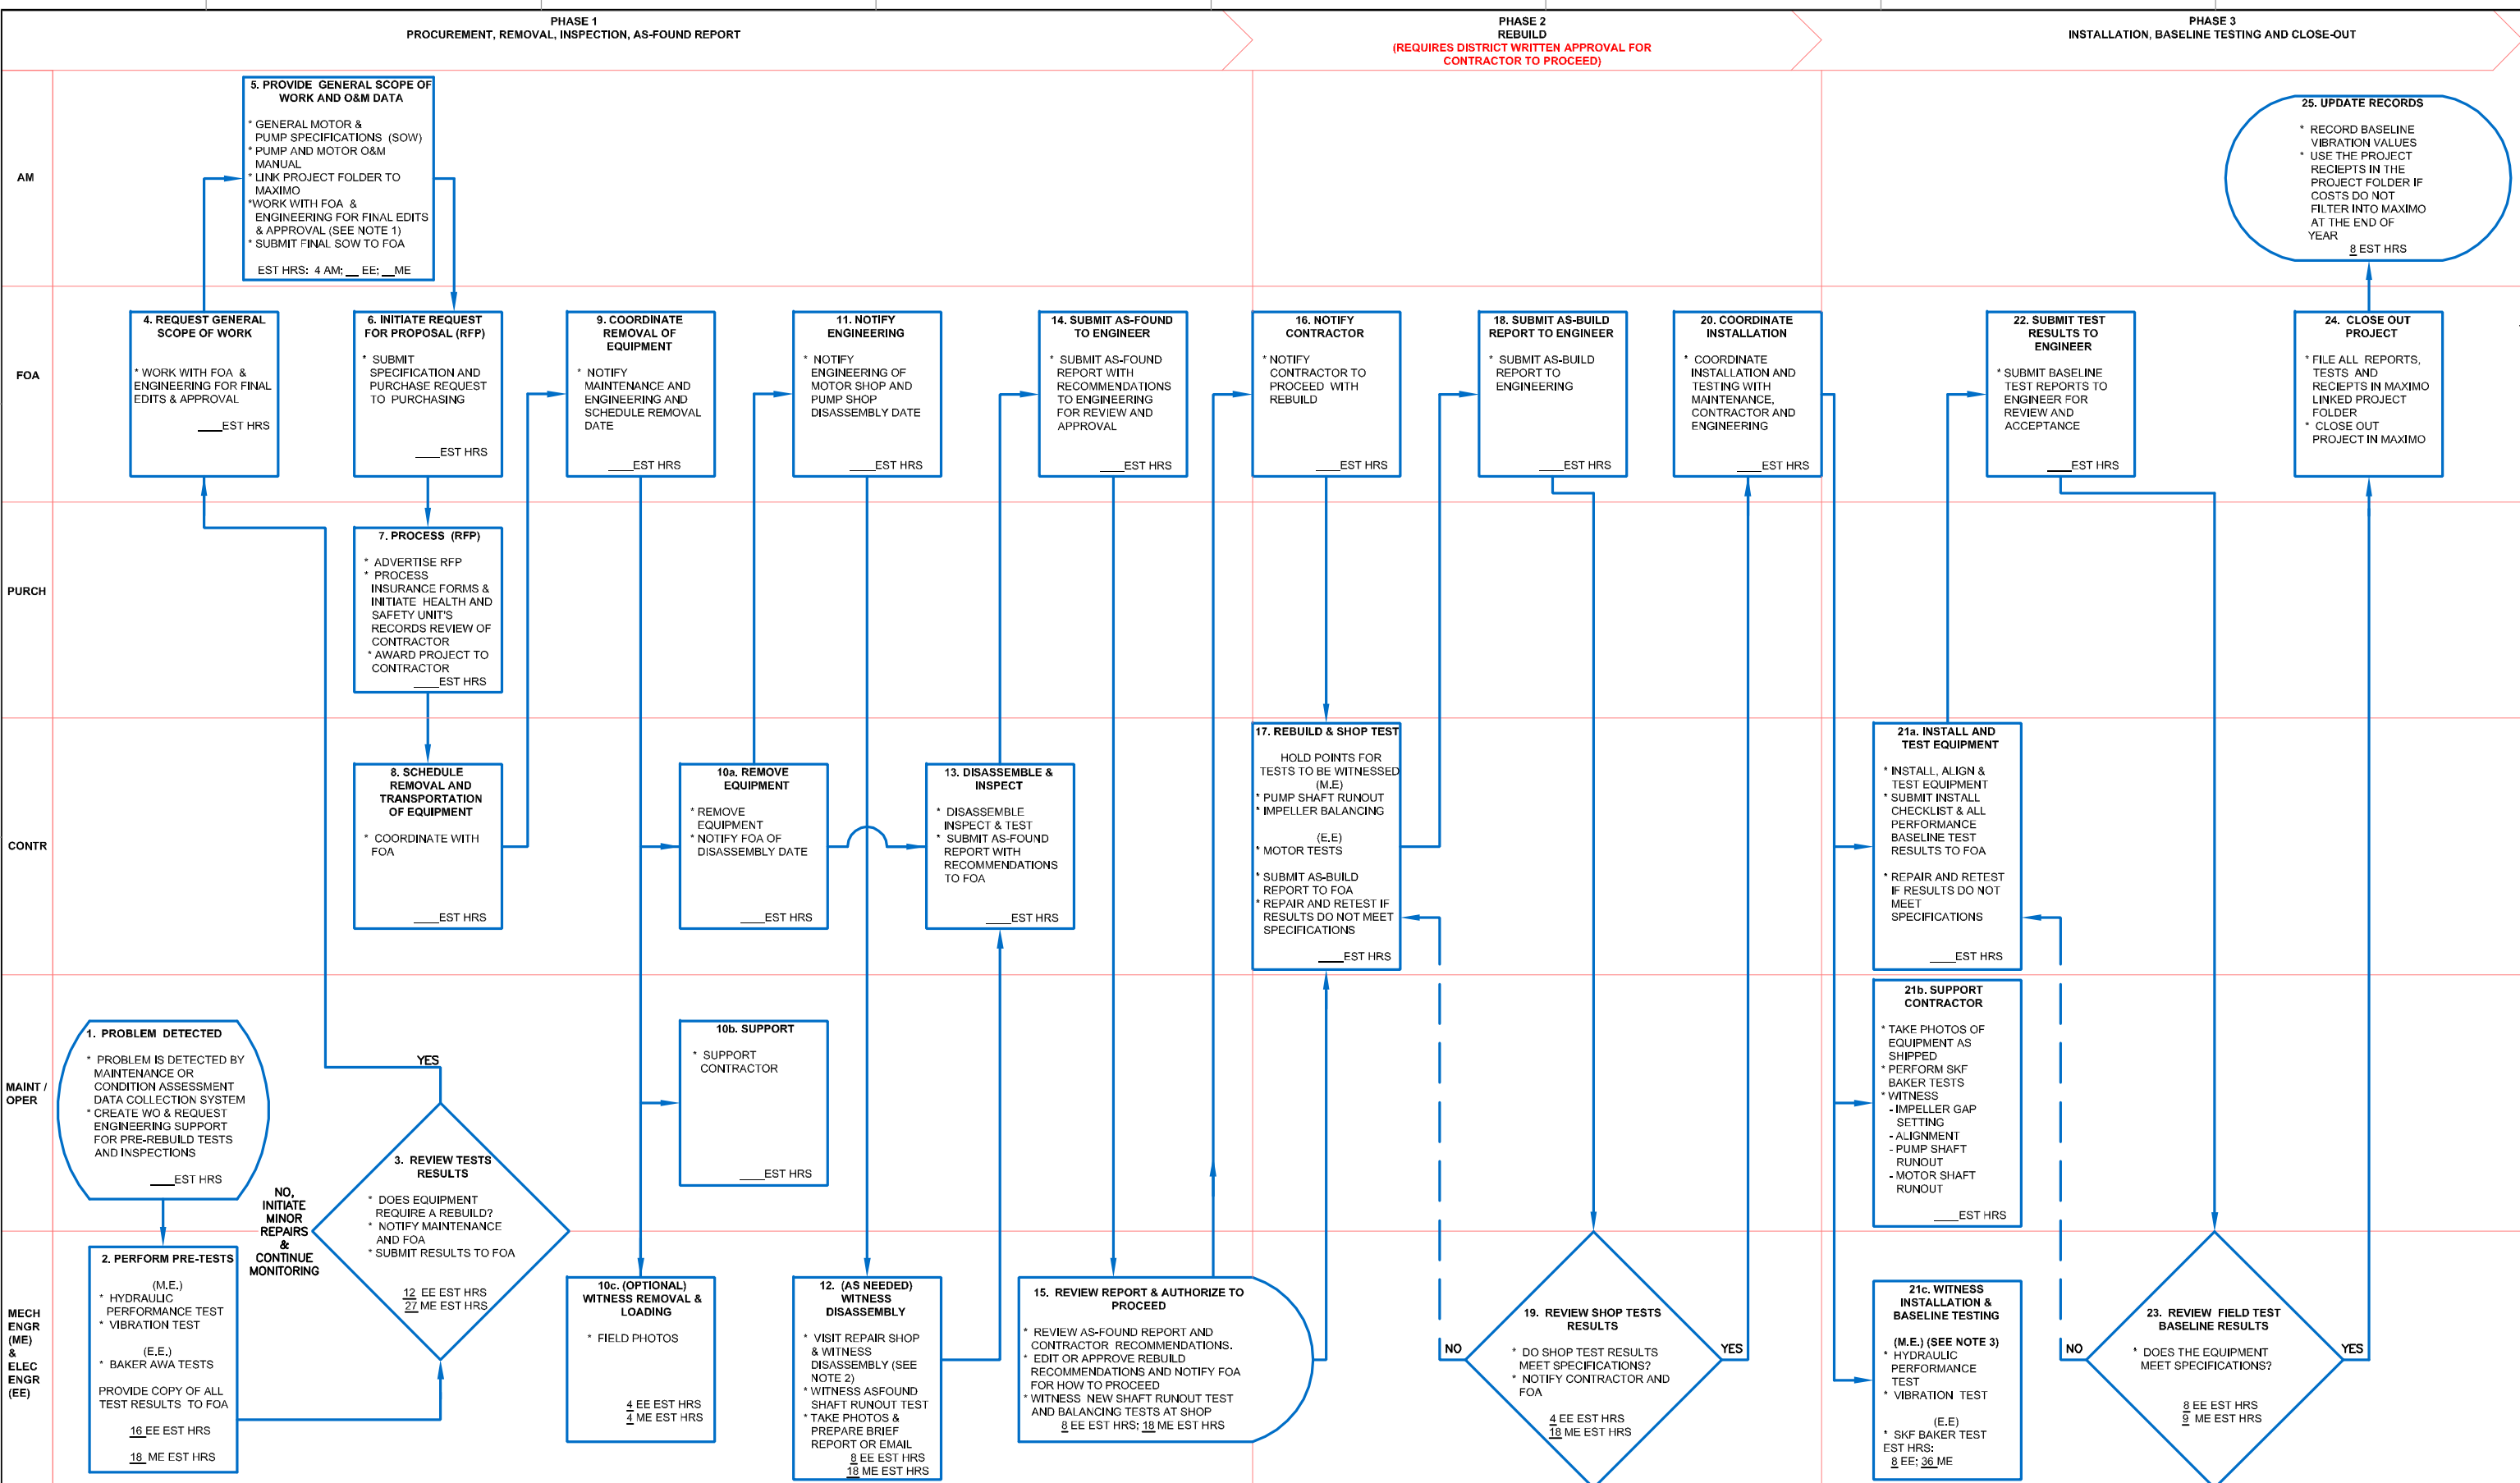 PHASE 1
PROCUREMENT, REMOVAL, INSPECTION, AS-FOUND REPORT
PHASE 2
REBUILD
(REQUIRES DISTRICT WRITTEN APPROVAL FOR
CONTRACTOR TO PROCEED)
PHASE 3
INSTALLATION, BASELINE TESTING AND CLOSE-OUT
AM
5. PROVIDE GENERAL SCOPE OF
WORK AND O&M DATA
* GENERAL MOTOR &
PUMP SPECIFICATIONS (SOW)
* PUMP AND MOTOR O&M
MANUAL
* LINK PROJECT FOLDER TO
MAXIMO
*WORK WITH FOA &
ENGINEERING FOR FINAL EDITS
& APPROVAL (SEE NOTE 1)
* SUBMIT FINAL SOW TO FOA
EST HRS: 4 AM; __ EE; __ME
25. UPDATE RECORDS
* RECORD BASELINE
VIBRATION VALUES
* USE THE PROJECT
RECIEPTS IN THE
PROJECT FOLDER IF
COSTS DO NOT
FILTER INTO MAXIMO
AT THE END OF
YEAR
8 EST HRS
FOA
4. REQUEST GENERAL
SCOPE OF WORK
* WORK WITH FOA &
ENGINEERING FOR FINAL
EDITS & APPROVAL
____EST HRS
6. INITIATE REQUEST
FOR PROPOSAL (RFP)
* SUBMIT
SPECIFICATION AND
PURCHASE REQUEST
TO PURCHASING
____EST HRS
9. COORDINATE
REMOVAL OF
EQUIPMENT
* NOTIFY
MAINTENANCE AND
ENGINEERING AND
SCHEDULE REMOVAL
DATE
____EST HRS
11. NOTIFY
ENGINEERING
* NOTIFY
ENGINEERING OF
MOTOR SHOP AND
PUMP SHOP
DISASSEMBLY DATE
____EST HRS
14. SUBMIT AS-FOUND
TO ENGINEER
* SUBMIT AS-FOUND
REPORT WITH
RECOMMENDATIONS
TO ENGINEERING
FOR REVIEW AND
APPROVAL
____EST HRS
16. NOTIFY
CONTRACTOR
* NOTIFY
CONTRACTOR TO
PROCEED WITH
REBUILD
____EST HRS
18. SUBMIT AS-BUILD
REPORT TO ENGINEER
* SUBMIT AS-BUILD
REPORT TO
ENGINEERING
____EST HRS
20. COORDINATE
INSTALLATION
* COORDINATE
INSTALLATION AND
TESTING WITH
MAINTENANCE,
CONTRACTOR AND
ENGINEERING
____EST HRS
22. SUBMIT TEST
RESULTS TO
ENGINEER
* SUBMIT BASELINE
TEST REPORTS TO
ENGINEER FOR
REVIEW AND
ACCEPTANCE
____EST HRS
24. CLOSE OUT
PROJECT
* FILE ALL REPORTS,
TESTS AND
RECIEPTS IN MAXIMO
LINKED PROJECT
FOLDER
* CLOSE OUT
PROJECT IN MAXIMO
PURCH
7. PROCESS (RFP)
* ADVERTISE RFP
* PROCESS
INSURANCE FORMS &
INITIATE HEALTH AND
SAFETY UNIT'S
RECORDS REVIEW OF
CONTRACTOR
* AWARD PROJECT TO
CONTRACTOR
____EST HRS
CONTR
8. SCHEDULE
REMOVAL AND
TRANSPORTATION
OF EQUIPMENT
* COORDINATE WITH
FOA
____EST HRS
10a. REMOVE
EQUIPMENT
* REMOVE
EQUIPMENT
* NOTIFY FOA OF
DISASSEMBLY DATE
____EST HRS
13. DISASSEMBLE &
INSPECT
* DISASSEMBLE
INSPECT & TEST
* SUBMIT AS-FOUND
REPORT WITH
RECOMMENDATIONS
TO FOA
____EST HRS
17. REBUILD & SHOP TEST
HOLD POINTS FOR
TESTS TO BE WITNESSED
(M.E)
* PUMP SHAFT RUNOUT
* IMPELLER BALANCING
(E.E)
* MOTOR TESTS
* SUBMIT AS-BUILD
REPORT TO FOA
* REPAIR AND RETEST IF
RESULTS DO NOT MEET
SPECIFICATIONS
____EST HRS
21a. INSTALL AND
TEST EQUIPMENT
* INSTALL, ALIGN &
TEST EQUIPMENT
* SUBMIT INSTALL
CHECKLIST & ALL
PERFORMANCE
BASELINE TEST
RESULTS TO FOA
* REPAIR AND RETEST
IF RESULTS DO NOT
MEET
SPECIFICATIONS
____EST HRS
MAINT /
OPER
1. PROBLEM DETECTED
* PROBLEM IS DETECTED BY
MAINTENANCE OR
CONDITION ASSESSMENT
DATA COLLECTION SYSTEM
* CREATE WO & REQUEST
ENGINEERING SUPPORT
FOR PRE-REBUILD TESTS
AND INSPECTIONS
____EST HRS
YES
3. REVIEW TESTS
RESULTS
* DOES EQUIPMENT
REQUIRE A REBUILD?
* NOTIFY MAINTENANCE
AND FOA
* SUBMIT RESULTS TO FOA
12 EE EST HRS
27 ME EST HRS
NO,
INITIATE
MINOR
REPAIRS
&
CONTINUE
MONITORING
10b. SUPPORT
* SUPPORT
CONTRACTOR
____EST HRS
21b. SUPPORT
CONTRACTOR
* TAKE PHOTOS OF
EQUIPMENT AS
SHIPPED
* PERFORM SKF
BAKER TESTS
* WITNESS
- IMPELLER GAP
SETTING
- ALIGNMENT
- PUMP SHAFT
RUNOUT
- MOTOR SHAFT
RUNOUT
____EST HRS
MECH
ENGR
(ME)
&
ELEC
ENGR
(EE)
2. PERFORM PRE-TESTS
(M.E.)
* HYDRAULIC
PERFORMANCE TEST
* VIBRATION TEST
(E.E.)
* BAKER AWA TESTS
PROVIDE COPY OF ALL
TEST RESULTS TO FOA
16 EE EST HRS
18 ME EST HRS
10c. (OPTIONAL)
WITNESS REMOVAL &
LOADING
* FIELD PHOTOS
4 EE EST HRS
4 ME EST HRS
12. (AS NEEDED)
WITNESS
DISASSEMBLY
* VISIT REPAIR SHOP
& WITNESS
DISASSEMBLY (SEE
NOTE 2)
* WITNESS ASFOUND
SHAFT RUNOUT TEST
* TAKE PHOTOS &
PREPARE BRIEF
REPORT OR EMAIL
8 EE EST HRS
18 ME EST HRS
15. REVIEW REPORT & AUTHORIZE TO
PROCEED
* REVIEW AS-FOUND REPORT AND
CONTRACTOR RECOMMENDATIONS.
* EDIT OR APPROVE REBUILD
RECOMMENDATIONS AND NOTIFY FOA
FOR HOW TO PROCEED
* WITNESS NEW SHAFT RUNOUT TEST
AND BALANCING TESTS AT SHOP
8 EE EST HRS; 18 ME EST HRS
NO
19. REVIEW SHOP TESTS
RESULTS
* DO SHOP TEST RESULTS
MEET SPECIFICATIONS?
* NOTIFY CONTRACTOR AND
FOA
4 EE EST HRS
18 ME EST HRS
YES
21c. WITNESS
INSTALLATION &
BASELINE TESTING
(M.E.) (SEE NOTE 3)
* HYDRAULIC
PERFORMANCE
TEST
* VIBRATION TEST
(E.E)
* SKF BAKER TEST
EST HRS:
8 EE; 36 ME
NO
23. REVIEW FIELD TEST
BASELINE RESULTS
* DOES THE EQUIPMENT
MEET SPECIFICATIONS?
8 EE EST HRS
9 ME EST HRS
YES